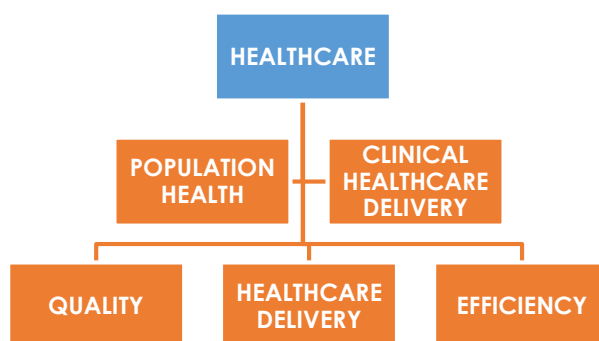 HEALTHCARE
POPULATION
HEALTH
CLINICAL
HEALTHCARE
DELIVERY
QUALITY
HEALTHCARE
DELIVERY
EFFICIENCY